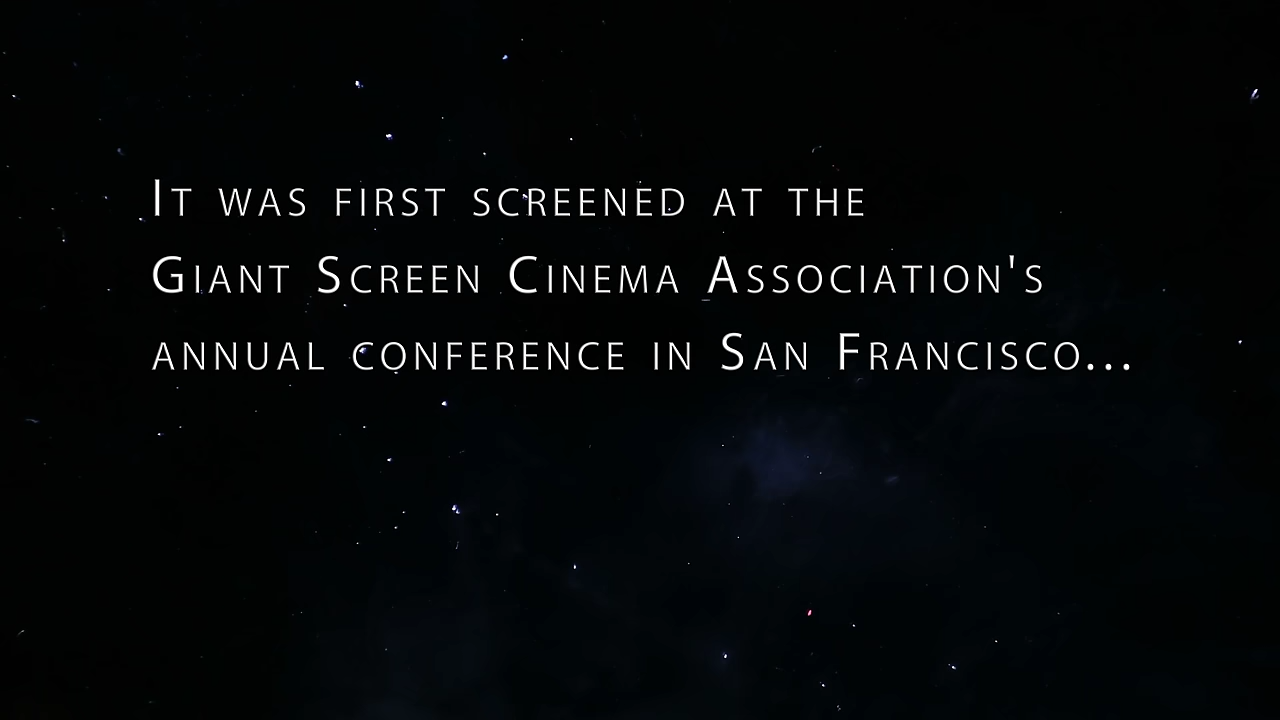 It was first screened at the
Giant Screen Cinema Association's
annual conference in San Francisco...